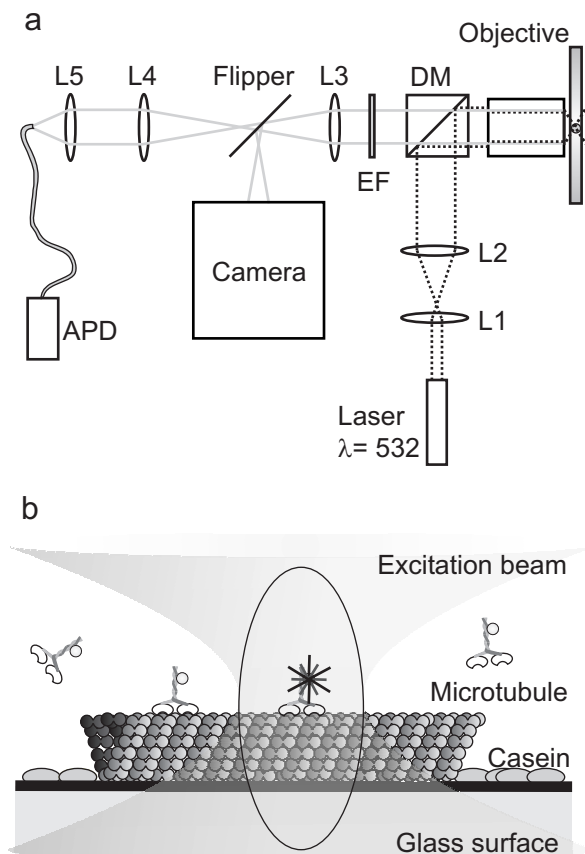 a
Objective
L5
L4
Flipper
L3
DM
EF
L2
Camera
L1
APD
Laser
λ= 532
b
Excitation beam
Microtubule
Casein
Glass surface